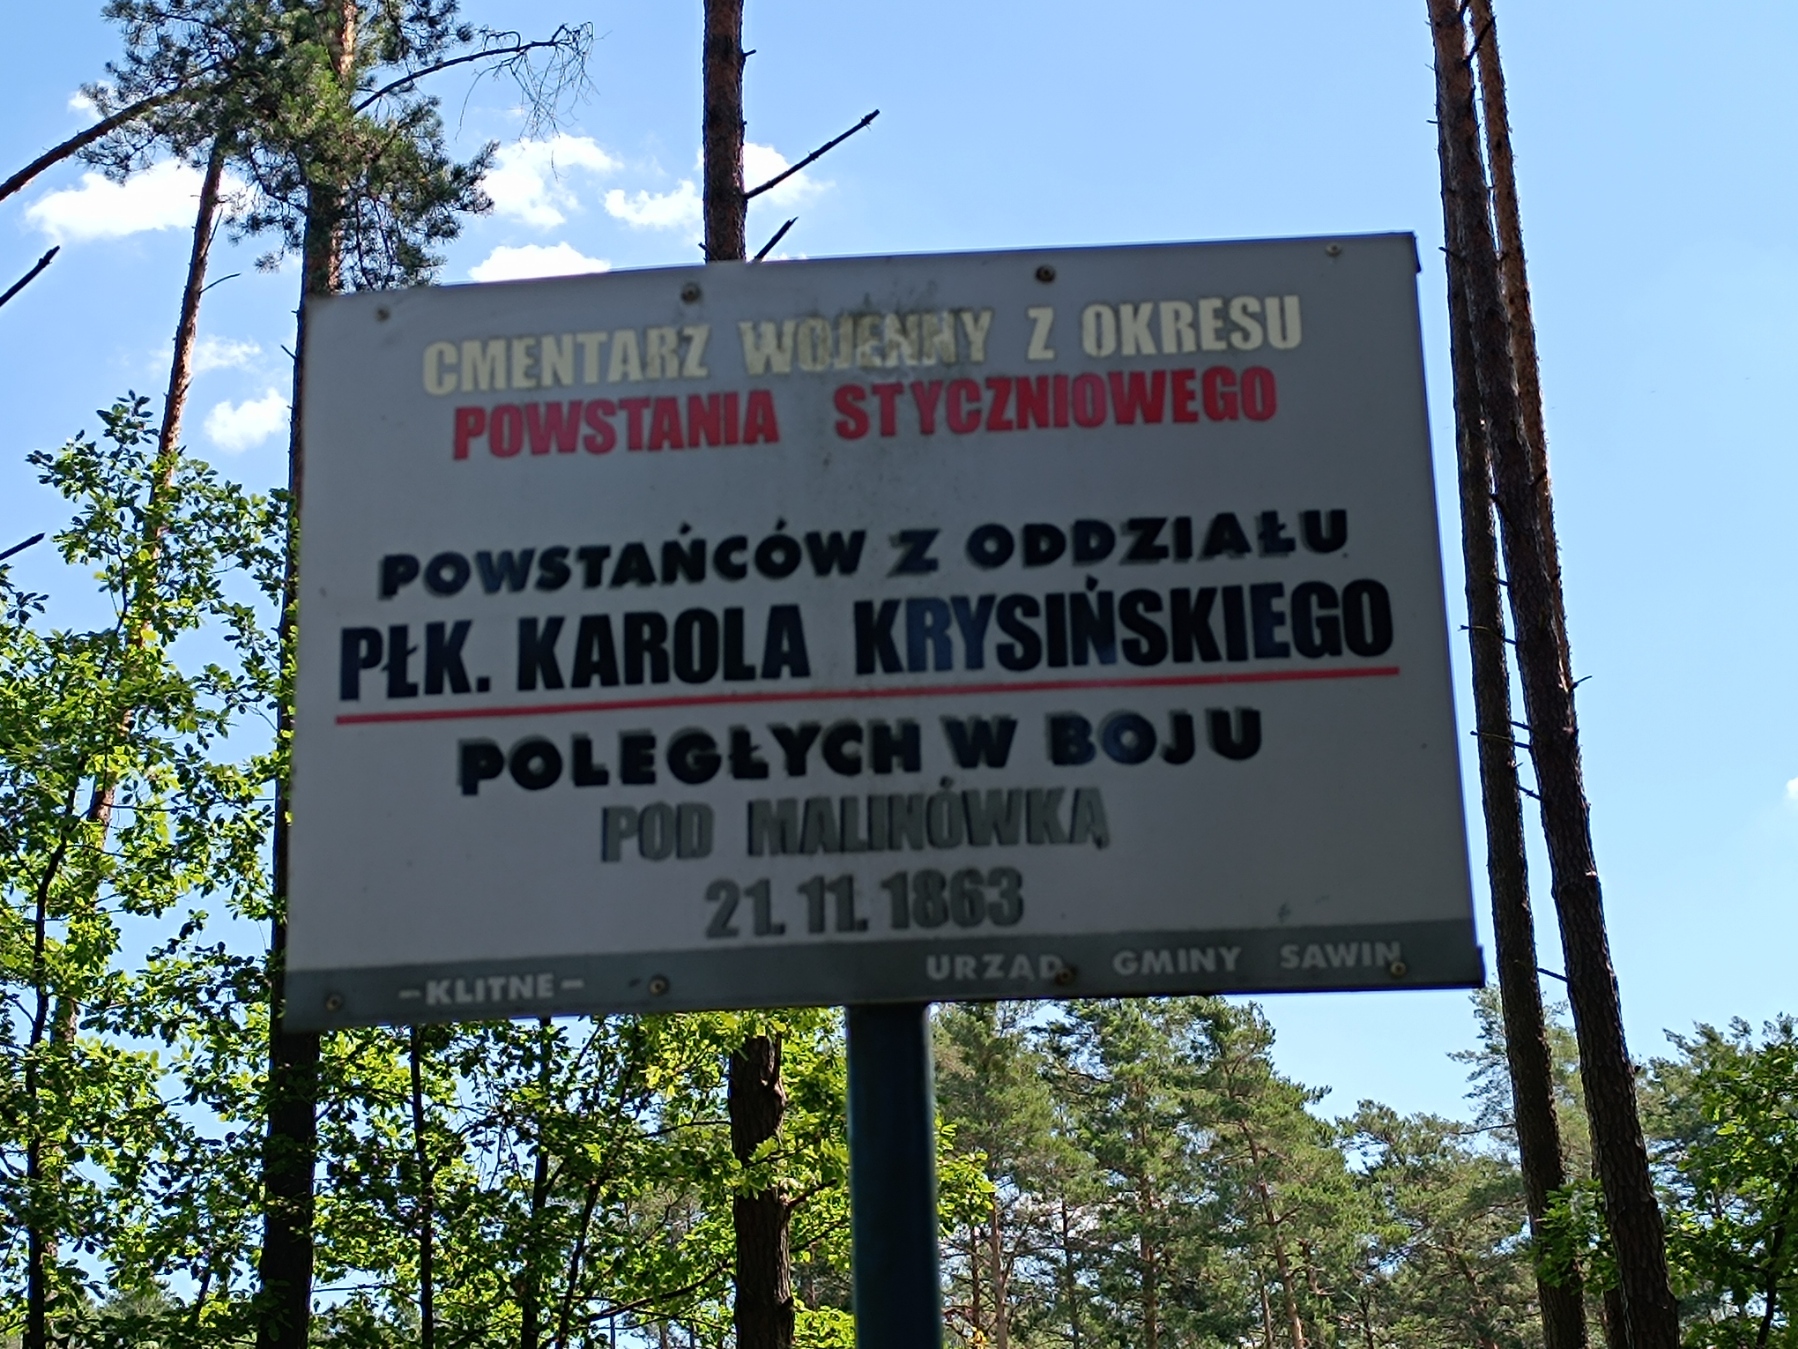 CMENTARZ WOJENNY Z OKRESU
POWSTANIA STYCZNIOWEGO
POWSTAŃCÓW Z ODDZIAŁU
PŁK. KAROLA KRYSIŃSKIEGO
POLEGŁYCH W BOJU
POD MALINÓWKĄ
21. 11. 1863
-KLITNE- URZĄD GMINY SAWIN